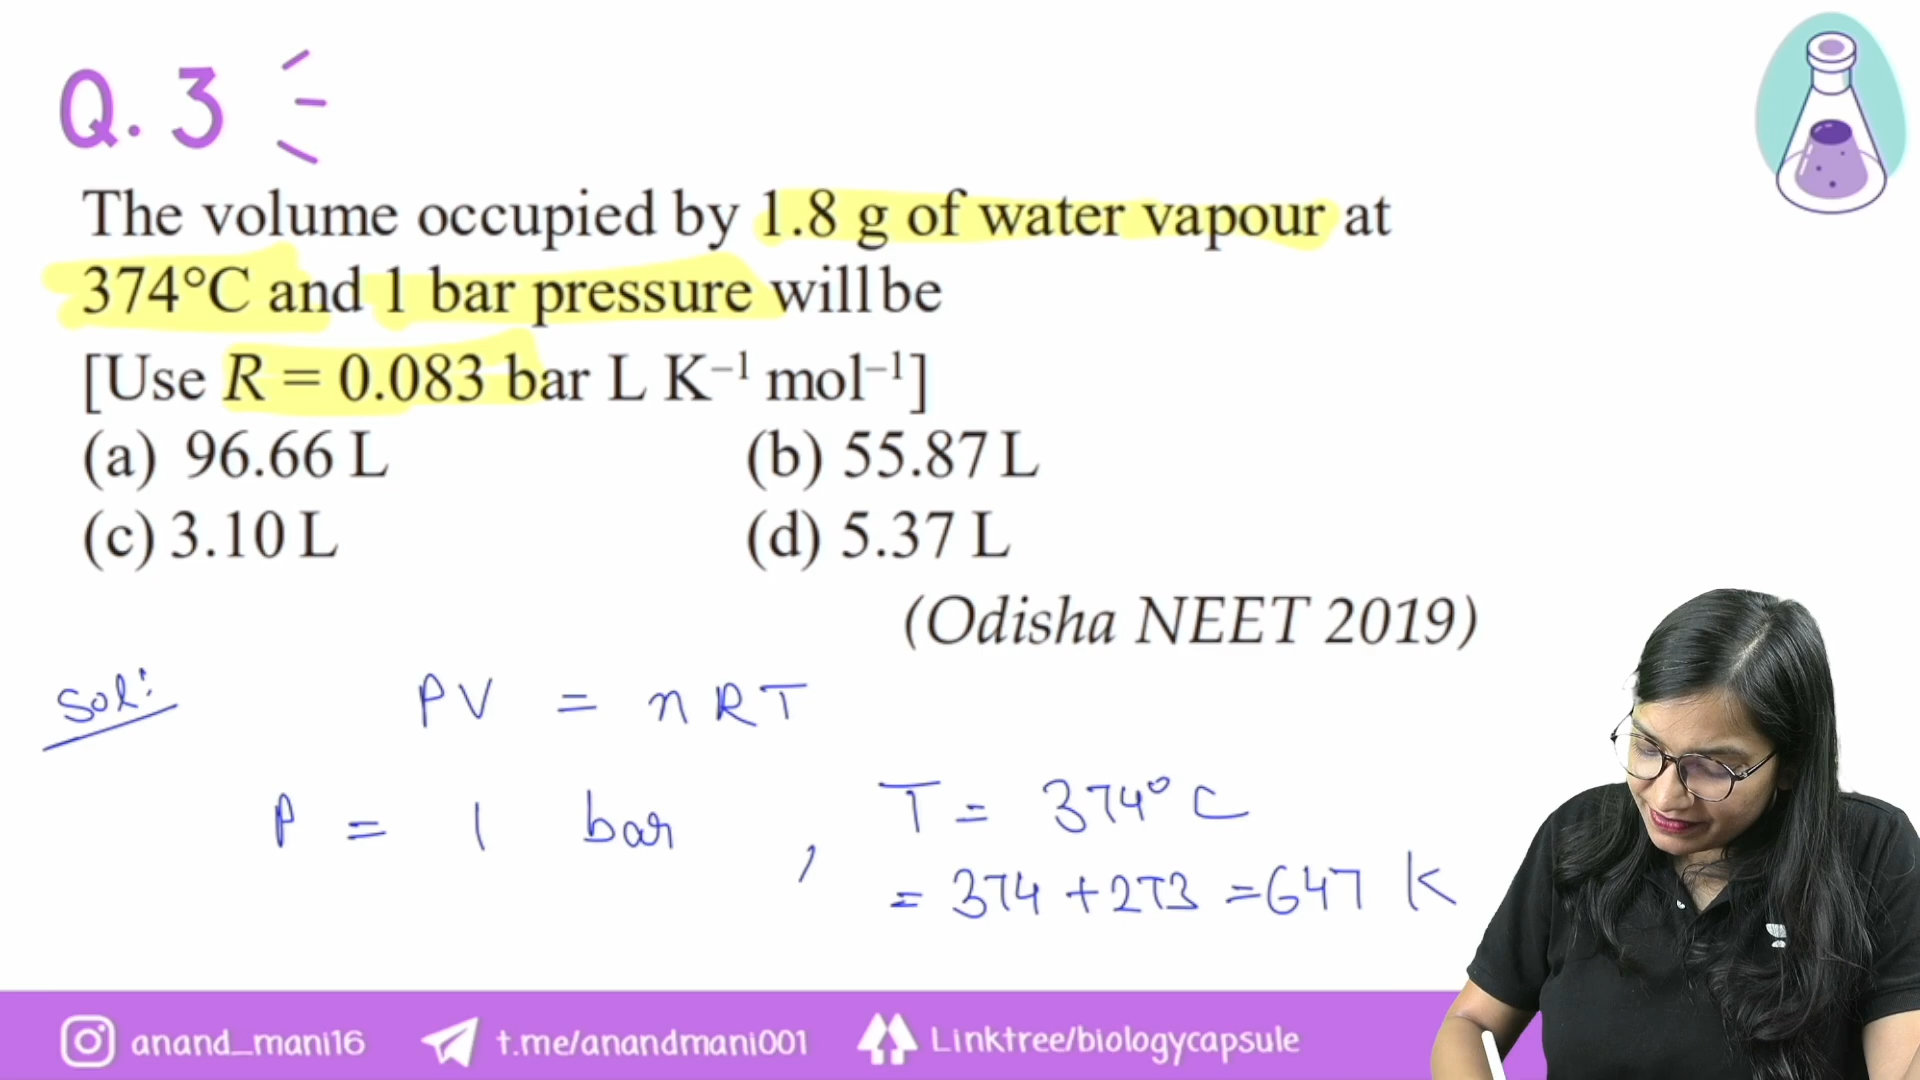 Q. 3
The volume occupied by 1.8 g of water vapour at
374°C and 1 bar pressure will be
[Use R = 0.083 bar L K⁻¹ mol⁻¹]
(a) 96.66 L (b) 55.87 L
(c) 3.10 L (d) 5.37 L
(Odisha NEET 2019)
Sol:
PV = nRT
P = 1 bar , T = 374°C
= 374 + 273 = 647 K
anand_mani16 t.me/anandmani001 Linktree/biologycapsule